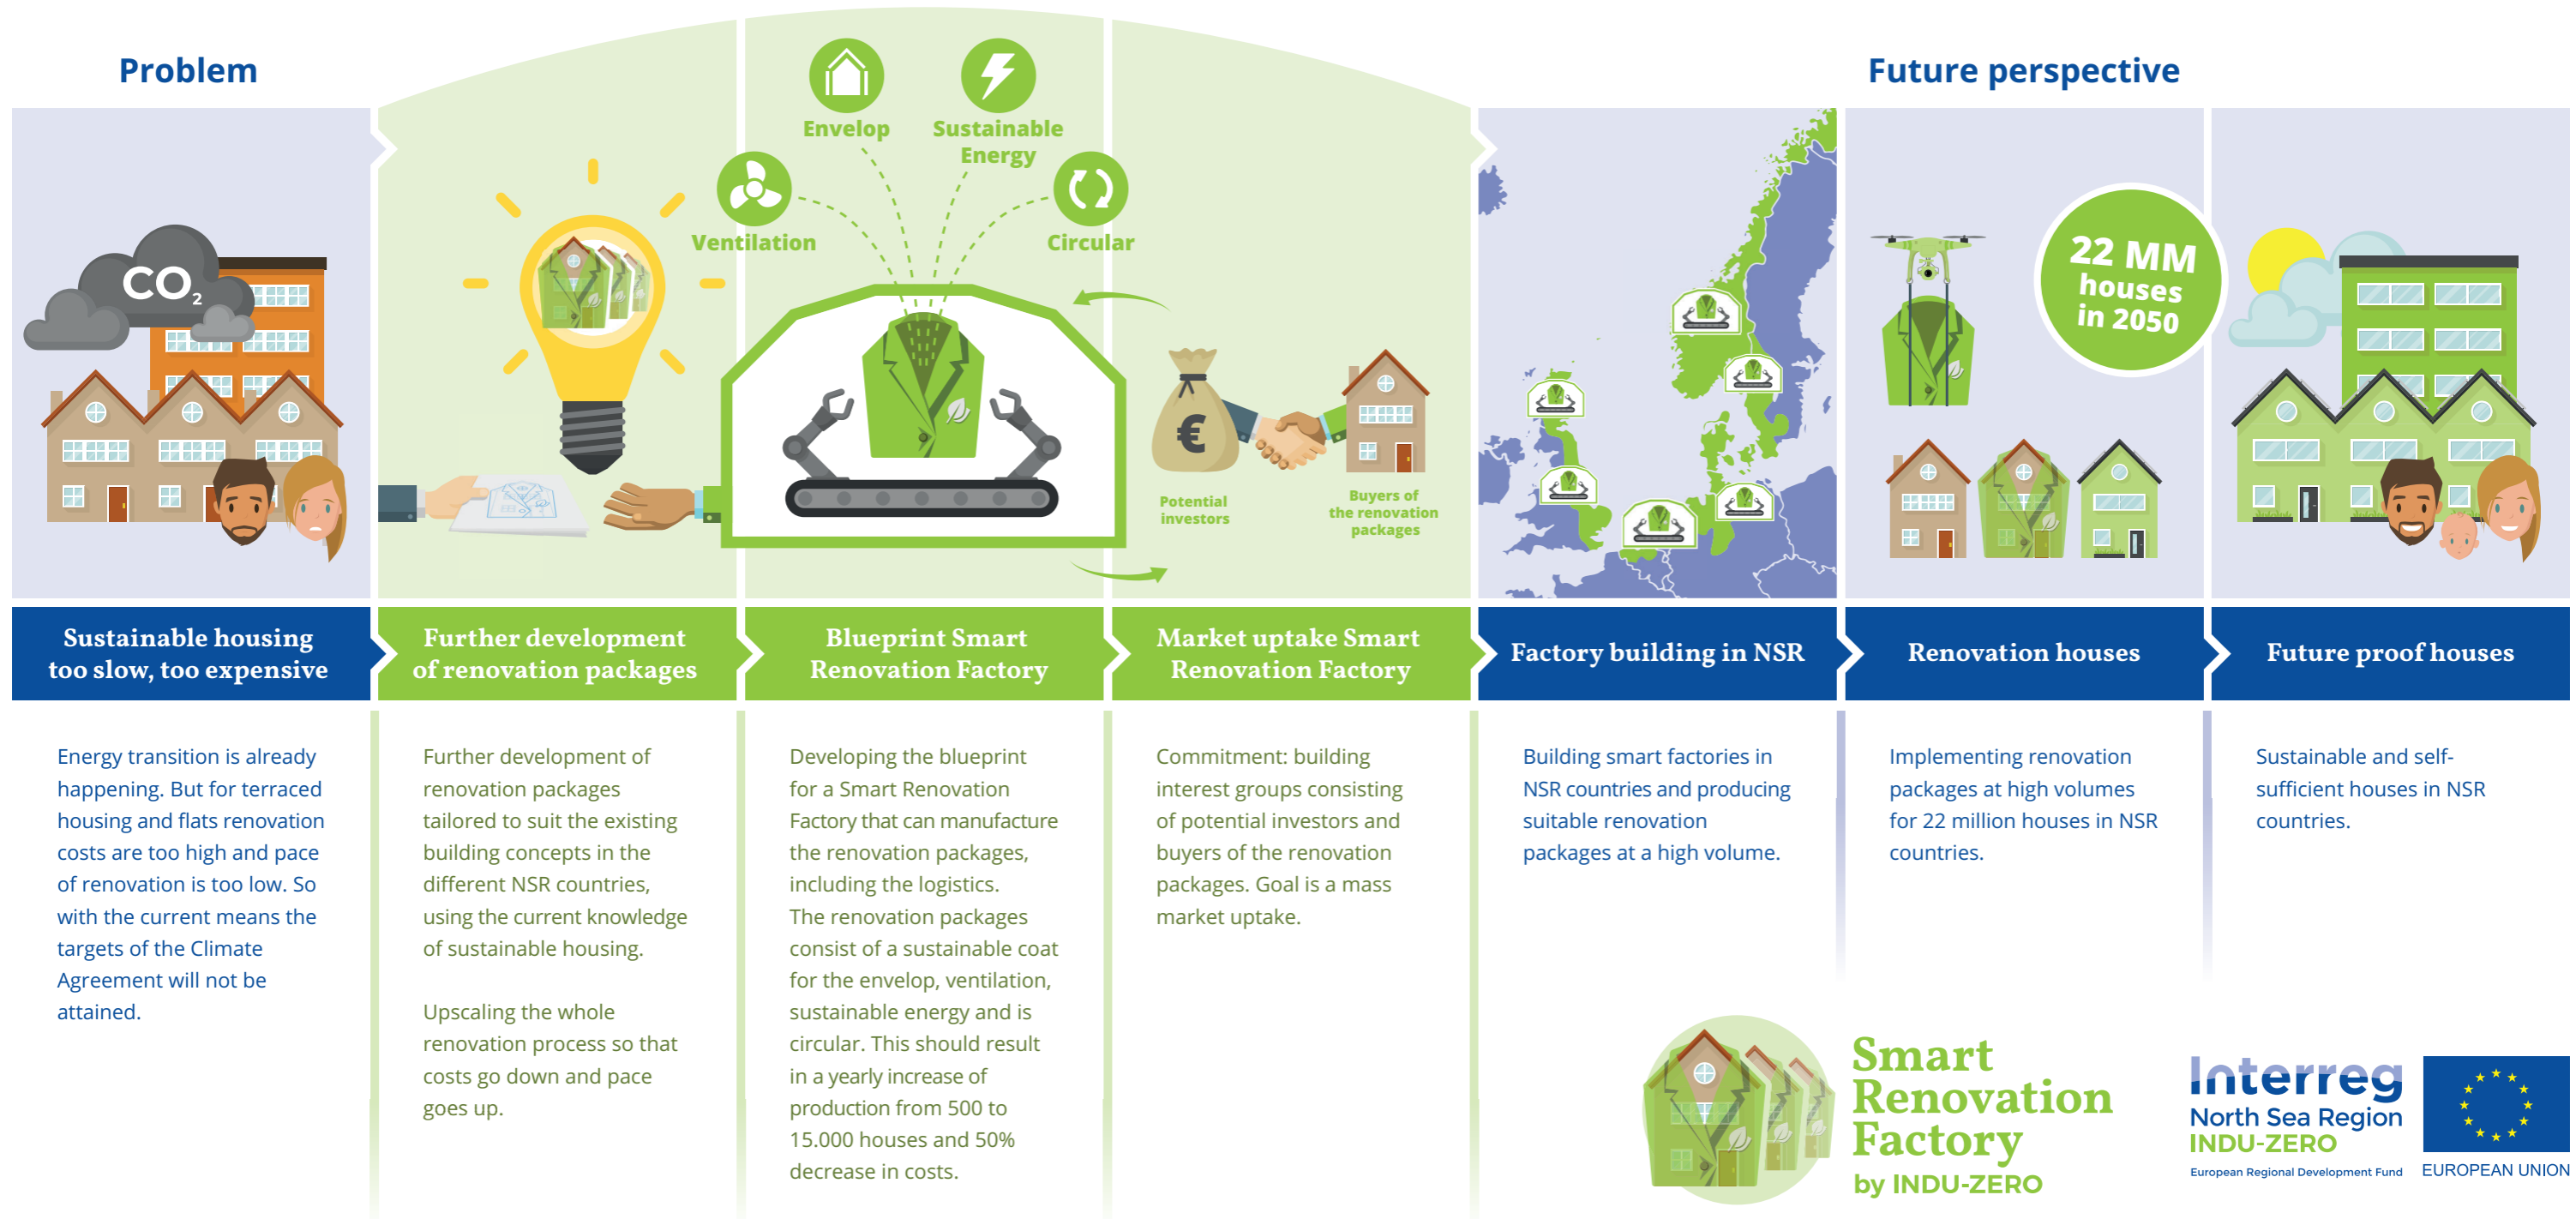 Problem
Future perspective
Envelop
Sustainable
Energy
Ventilation
Circular
CO2
€
Potential
investors
Buyers of
the renovation
packages
22 MM
houses
in 2050
Sustainable housing
too slow, too expensive
Further development
of renovation packages
Blueprint Smart
Renovation Factory
Market uptake Smart
Renovation Factory
Factory building in NSR
Renovation houses
Future proof houses
Energy transition is already
happening. But for terraced
housing and flats renovation
costs are too high and pace
of renovation is too low. So
with the current means the
targets of the Climate
Agreement will not be
attained.
Further development of
renovation packages
tailored to suit the existing
building concepts in the
different NSR countries,
using the current knowledge
of sustainable housing.
Upscaling the whole
renovation process so that
costs go down and pace
goes up.
Developing the blueprint
for a Smart Renovation
Factory that can manufacture
the renovation packages,
including the logistics.
The renovation packages
consist of a sustainable coat
for the envelop, ventilation,
sustainable energy and is
circular. This should result
in a yearly increase of
production from 500 to
15.000 houses and 50%
decrease in costs.
Commitment: building
interest groups consisting
of potential investors and
buyers of the renovation
packages. Goal is a mass
market uptake.
Building smart factories in
NSR countries and producing
suitable renovation
packages at a high volume.
Implementing renovation
packages at high volumes
for 22 million houses in NSR
countries.
Sustainable and self-
sufficient houses in NSR
countries.
Smart
Renovation
Factory
by INDU-ZERO
Interreg
North Sea Region
INDU-ZERO
European Regional Development Fund
EUROPEAN UNION